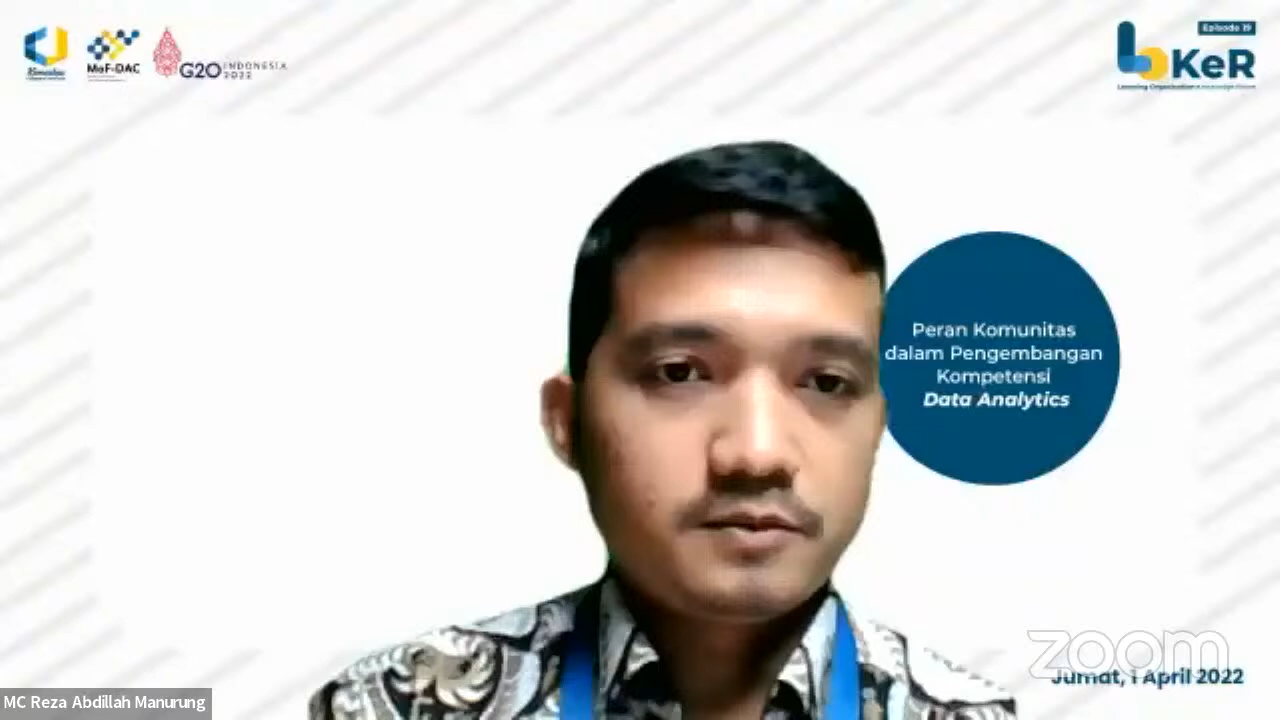 MoF-DAC
G20 INDONESIA
2022
Episode 19
LOKeR
Peran Komunitas
dalam Pengembangan
Kompetensi
Data Analytics
zoom
Jumat, 1 April 2022
MC Reza Abdillah Manurung